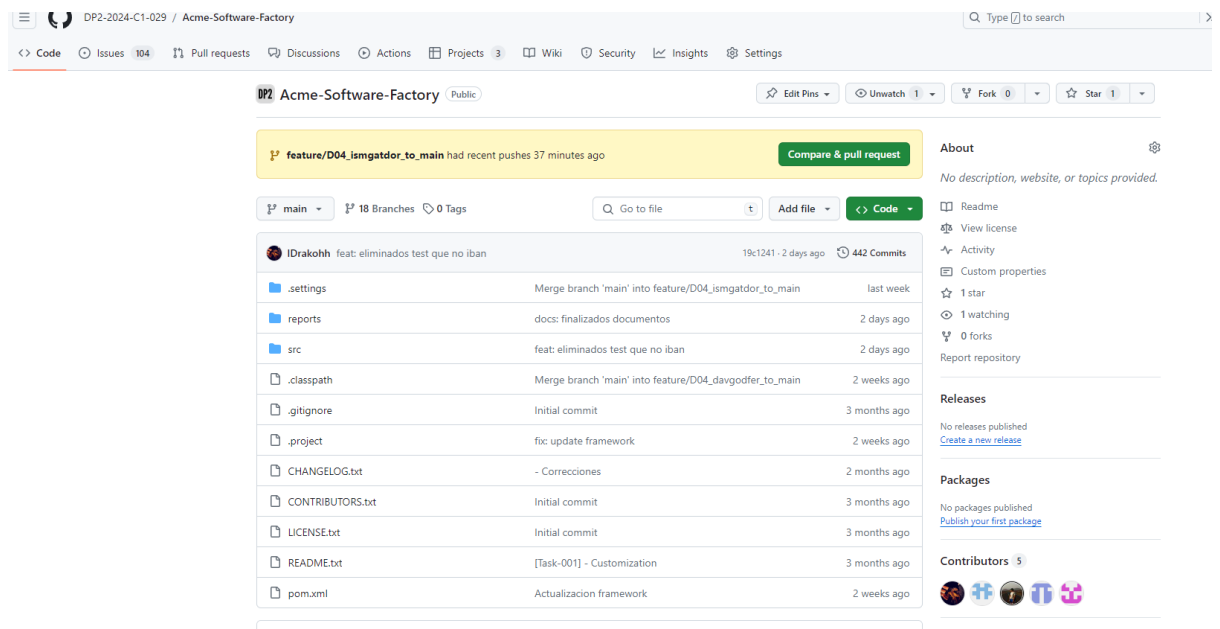 DP2-2024-C1-029 / Acme-Software-Factory
Type / to search
Code Issues 104 Pull requests Discussions Actions Projects 3 Wiki Security Insights Settings
DP2 Acme-Software-Factory Public
Edit Pins Unwatch 1 Fork 0 Star 1
feature/D04_ismgatdor_to_main had recent pushes 37 minutes ago
Compare & pull request
main 18 Branches 0 Tags
Go to file t
Add file
Code
IDrakohh feat: eliminados test que no iban 19c1241 · 2 days ago 442 Commits
.settings Merge branch 'main' into feature/D04_ismgatdor_to_main last week
reports docs: finalizados documentos 2 days ago
src feat: eliminados test que no iban 2 days ago
.classpath Merge branch 'main' into feature/D04_davgodfer_to_main 2 weeks ago
.gitignore Initial commit 3 months ago
.project fix: update framework 2 weeks ago
CHANGELOG.txt - Correcciones 2 months ago
CONTRIBUTORS.txt Initial commit 3 months ago
LICENSE.txt Initial commit 3 months ago
README.txt [Task-001] - Customization 3 months ago
pom.xml Actualizacion framework 2 weeks ago
About
No description, website, or topics provided.
Readme
View license
Activity
Custom properties
1 star
1 watching
0 forks
Report repository
Releases
No releases published
Create a new release
Packages
No packages published
Publish your first package
Contributors 5